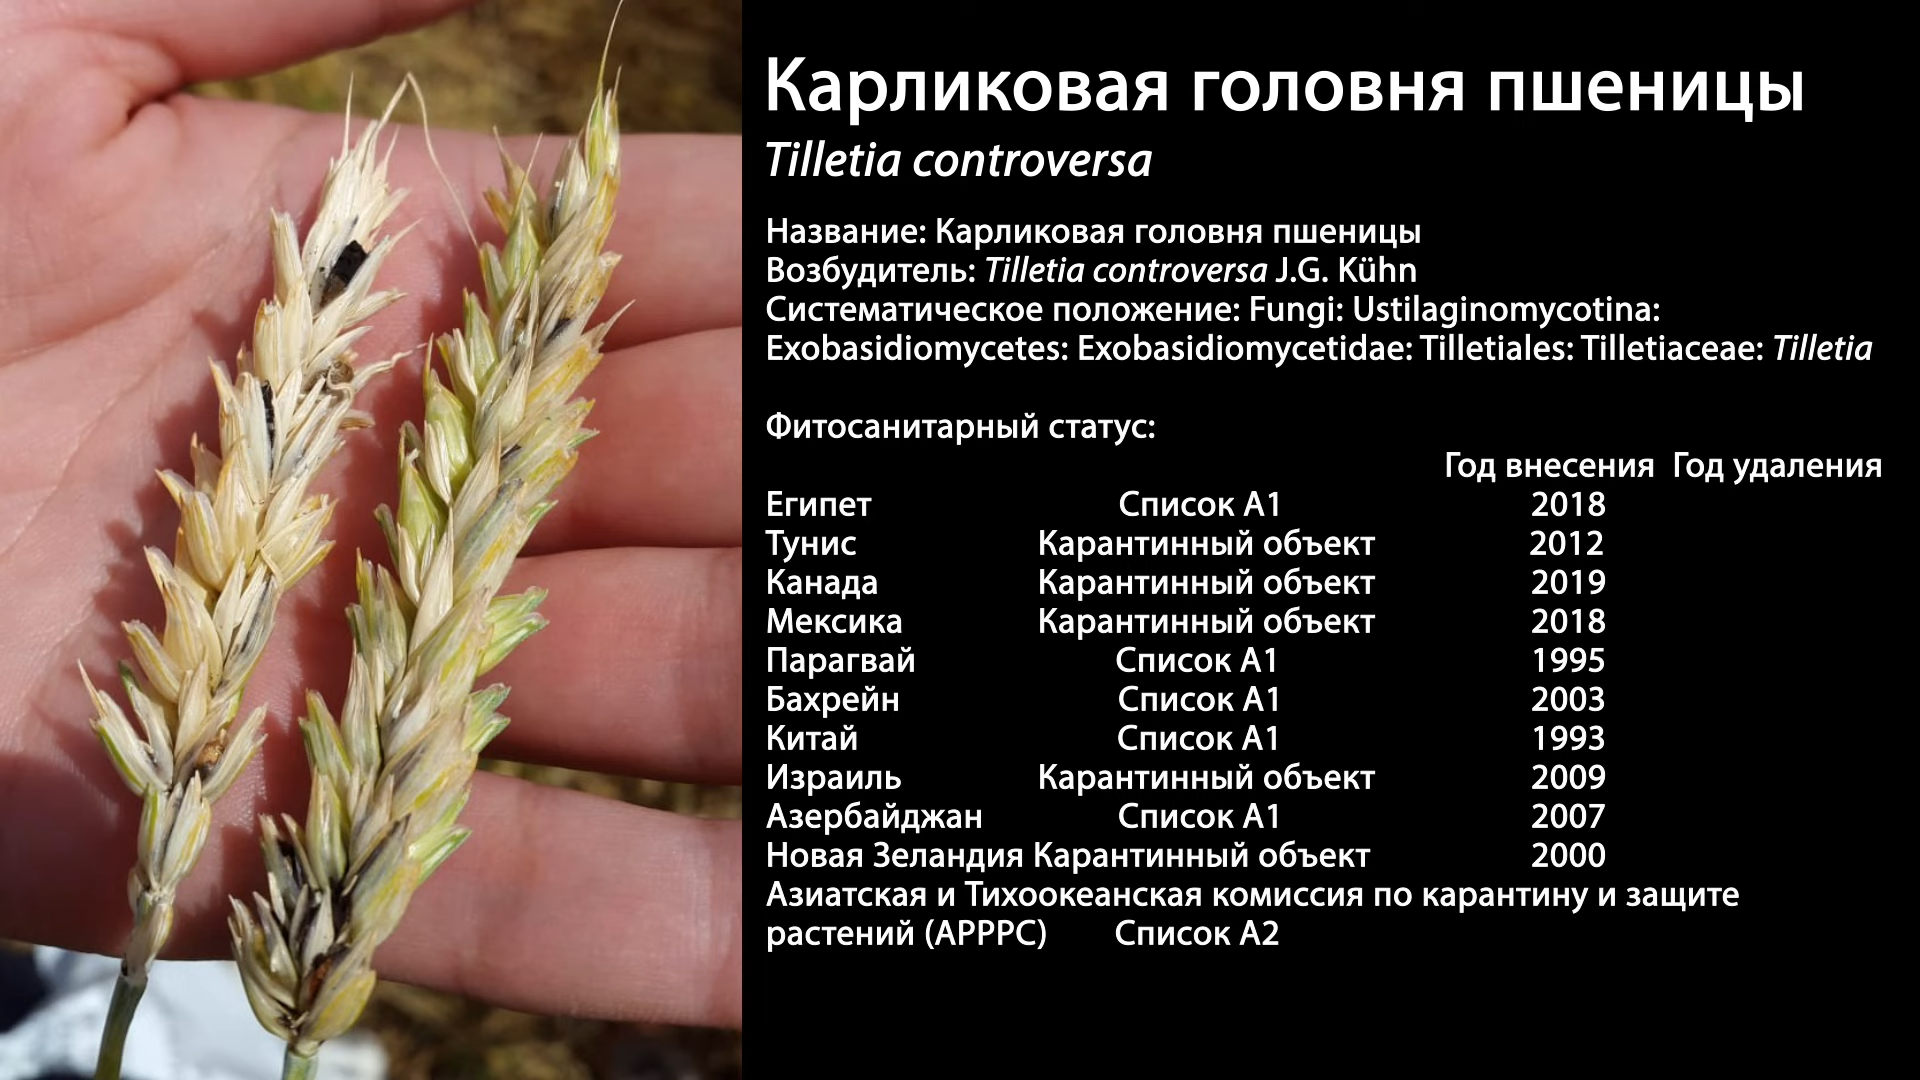 Карликовая головня пшеницы
Tilletia controversa
Название: Карликовая головня пшеницы
Возбудитель: Tilletia controversa J.G. Kühn
Систематическое положение: Fungi: Ustilaginomycotina:
Exobasidiomycetes: Exobasidiomycetidae: Tilletiales: Tilletiaceae: Tilletia
Фитосанитарный статус:
Год внесения Год удаления
Египет Список А1 2018
Тунис Карантинный объект 2012
Канада Карантинный объект 2019
Мексика Карантинный объект 2018
Парагвай Список А1 1995
Бахрейн Список А1 2003
Китай Список А1 1993
Израиль Карантинный объект 2009
Азербайджан Список А1 2007
Новая Зеландия Карантинный объект 2000
Азиатская и Тихоокеанская комиссия по карантину и защите
растений (APPPC) Список А2